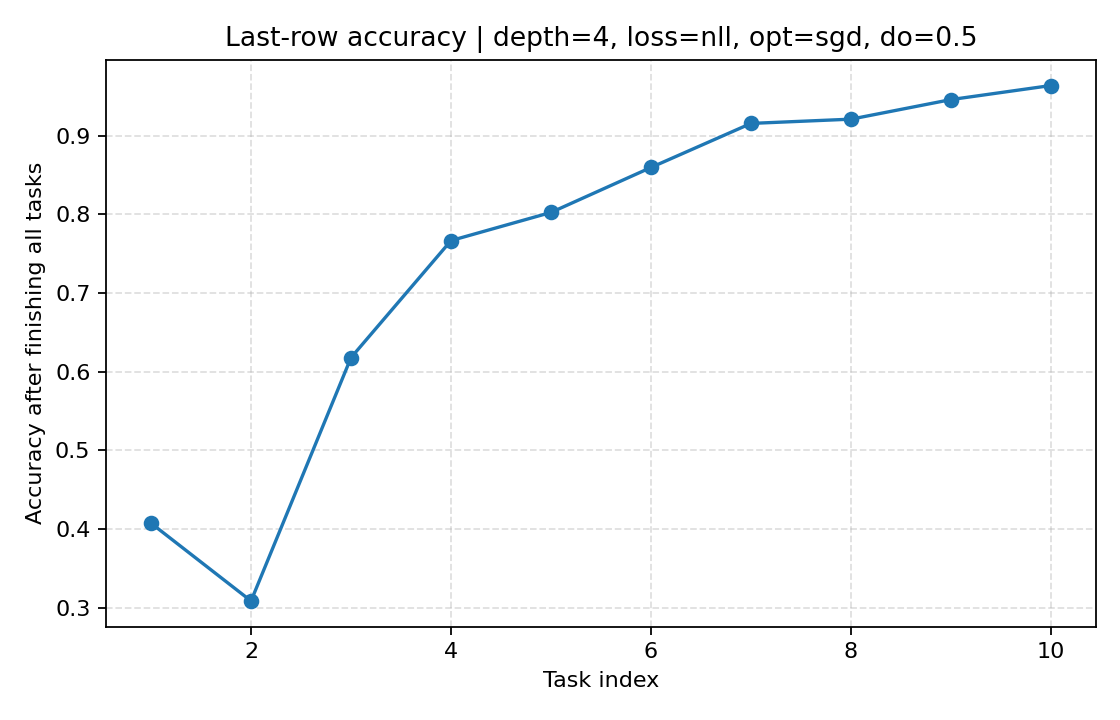 Last-row accuracy | depth=4, loss=nll, opt=sgd, do=0.5
Accuracy after finishing all tasks
0.9
0.8
0.7
0.6
0.5
0.4
0.3
2 4 6 8 10
Task index